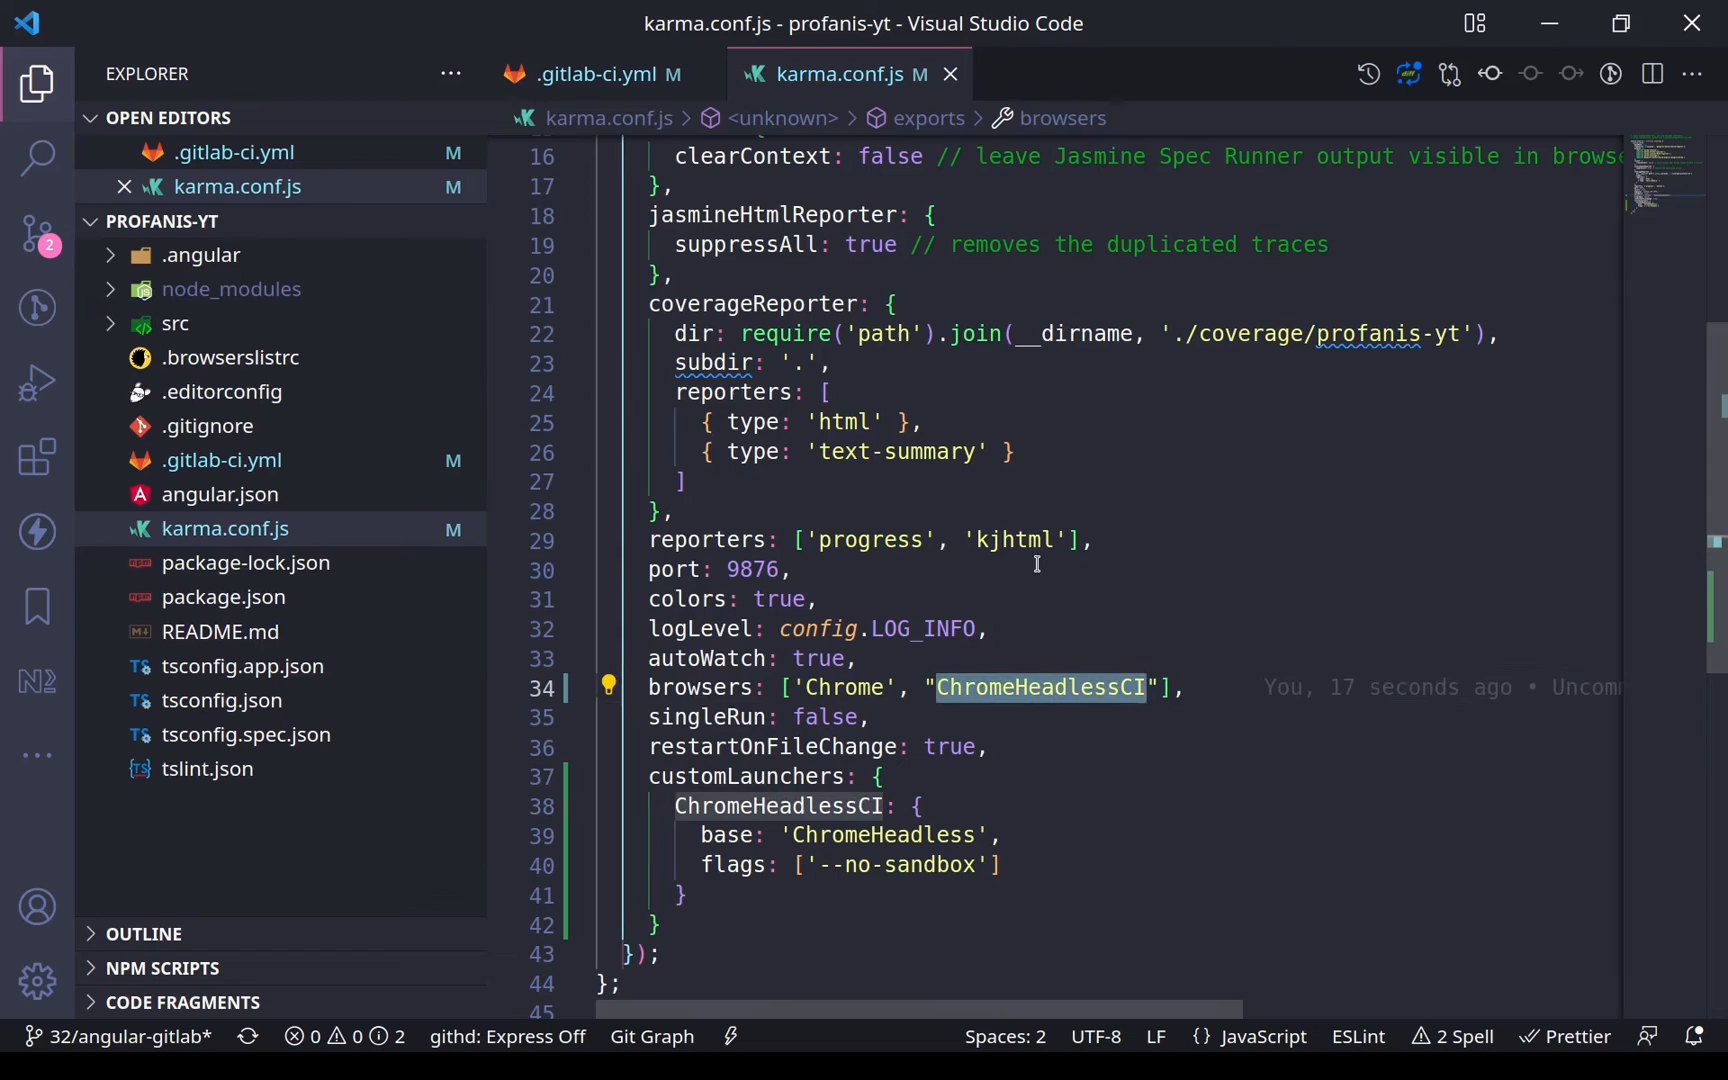 karma.conf.js - profanis-yt - Visual Studio Code
EXPLORER
.gitlab-ci.yml M
karma.conf.js M
karma.conf.js > <unknown> > exports > browsers
OPEN EDITORS
.gitlab-ci.yml M
karma.conf.js M
PROFANIS-YT
.angular
node_modules
src
.browserslistrc
.editorconfig
.gitignore
.gitlab-ci.yml M
angular.json
karma.conf.js M
package-lock.json
package.json
README.md
tsconfig.app.json
tsconfig.json
tsconfig.spec.json
tslint.json
OUTLINE
NPM SCRIPTS
CODE FRAGMENTS
2
16 clearContext: false // leave Jasmine Spec Runner output visible in browse
17 },
18 jasmineHtmlReporter: {
19 suppressAll: true // removes the duplicated traces
20 },
21 coverageReporter: {
22 dir: require('path').join(__dirname, './coverage/profanis-yt'),
23 subdir: '.',
24 reporters: [
25 { type: 'html' },
26 { type: 'text-summary' }
27 ]
28 },
29 reporters: ['progress', 'kjhtml'],
30 port: 9876,
31 colors: true,
32 logLevel: config.LOG_INFO,
33 autoWatch: true,
34 browsers: ['Chrome', "ChromeHeadlessCI"], You, 17 seconds ago • Uncomm
35 singleRun: false,
36 restartOnFileChange: true,
37 customLaunchers: {
38 ChromeHeadlessCI: {
39 base: 'ChromeHeadless',
40 flags: ['--no-sandbox']
41 }
42 }
43 });
44 };
45
32/angular-gitlab* 0 0 2 githd: Express Off Git Graph Spaces: 2 UTF-8 LF {} JavaScript ESLint 2 Spell Prettier